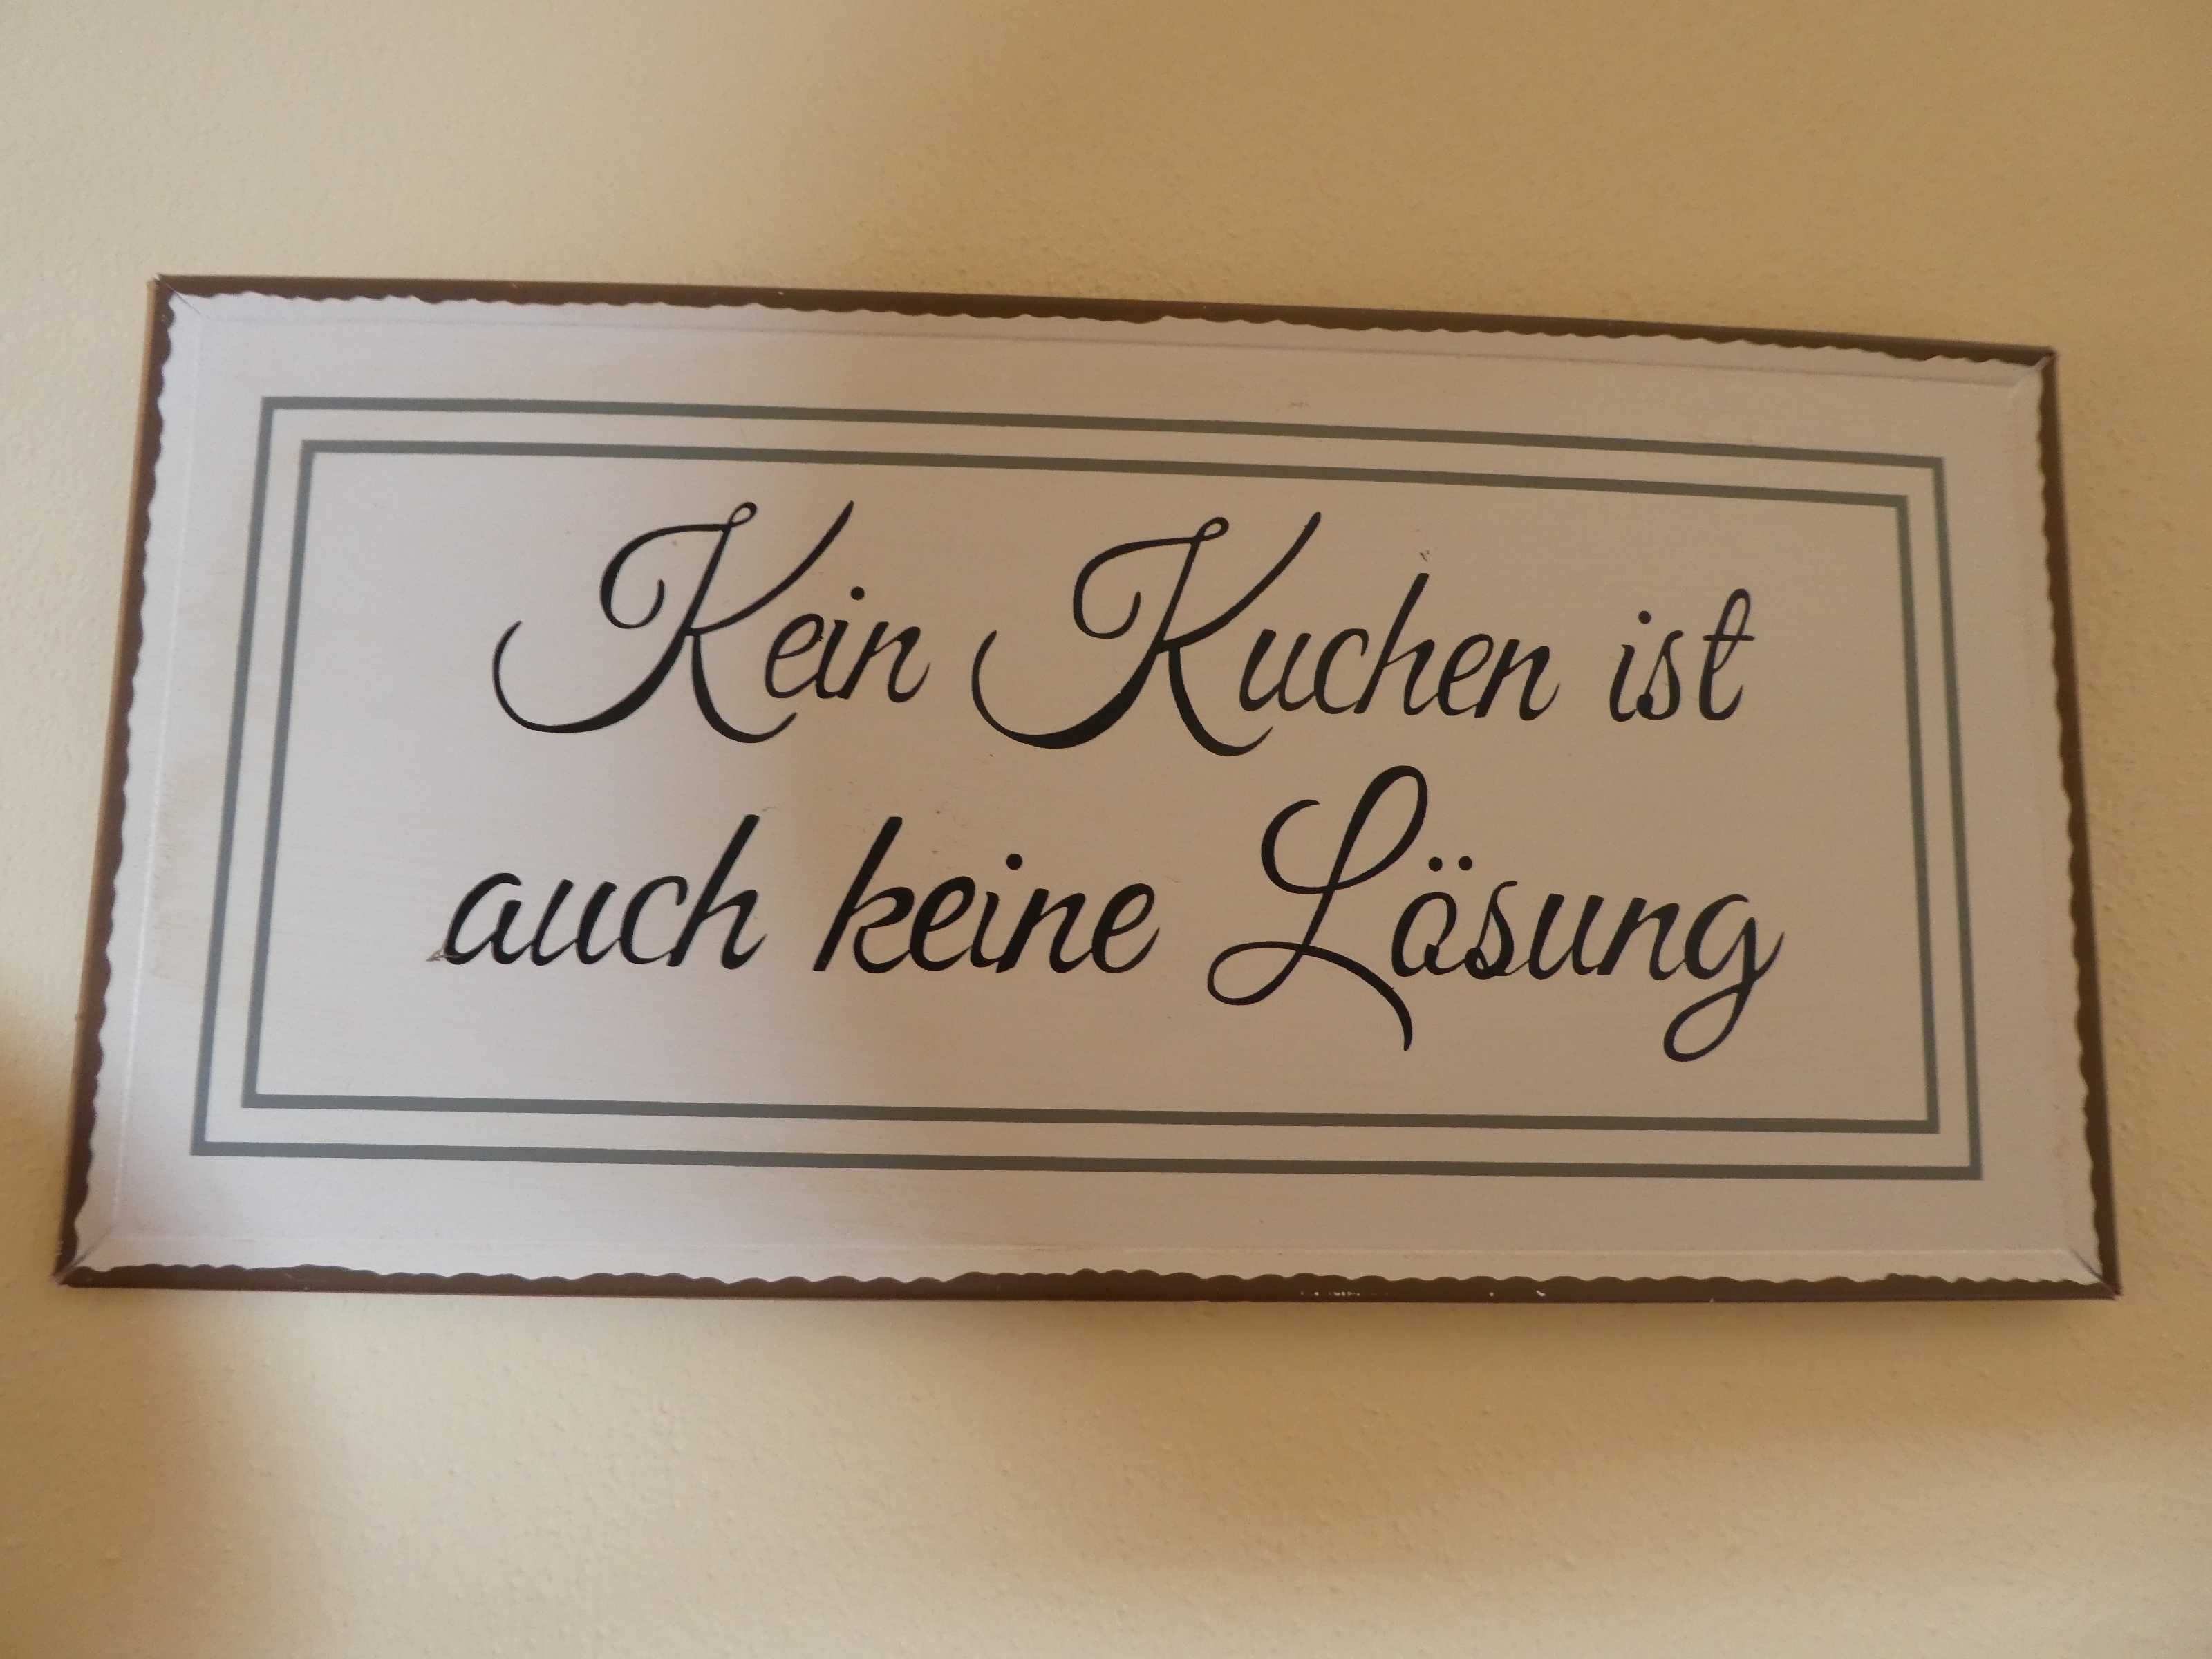 Kein Kuchen ist
auch keine Lösung